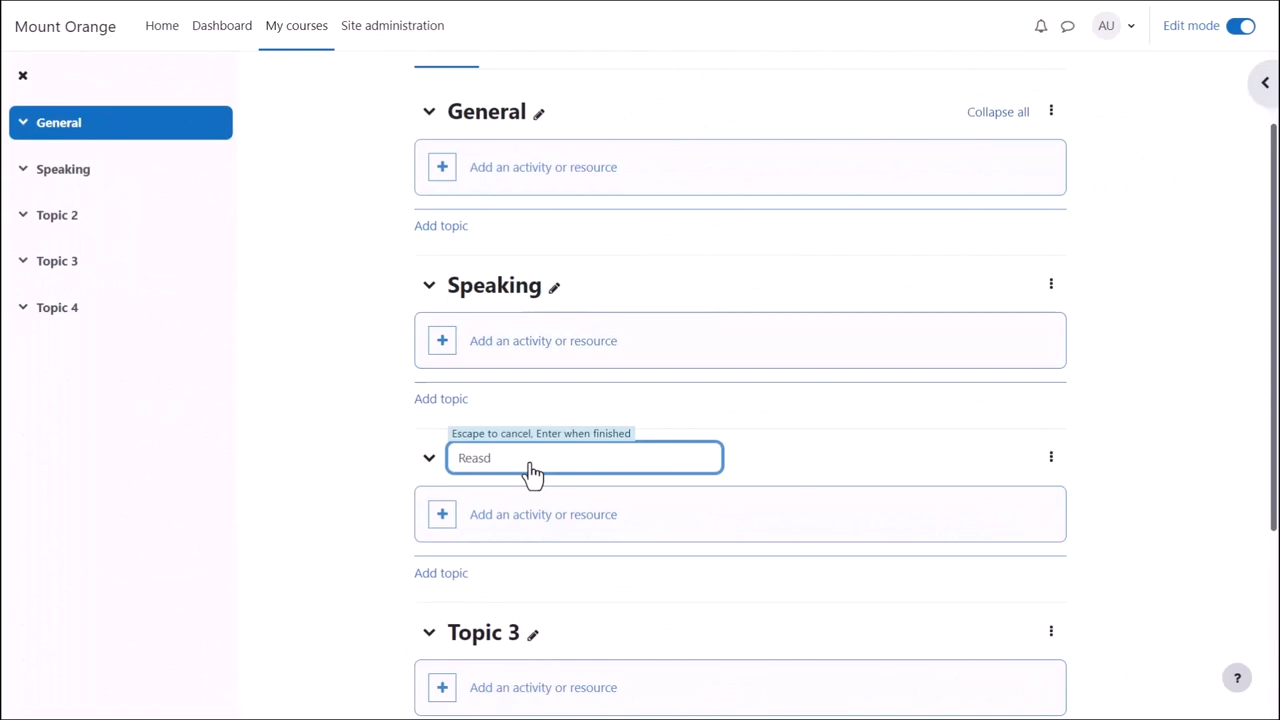 Mount Orange Home Dashboard My courses Site administration AU Edit mode
General
Speaking
Topic 2
Topic 3
Topic 4
General Collapse all
Add an activity or resource
Add topic
Speaking
Add an activity or resource
Add topic
Escape to cancel, Enter when finished
Reasd
Add an activity or resource
Add topic
Topic 3
Add an activity or resource
?